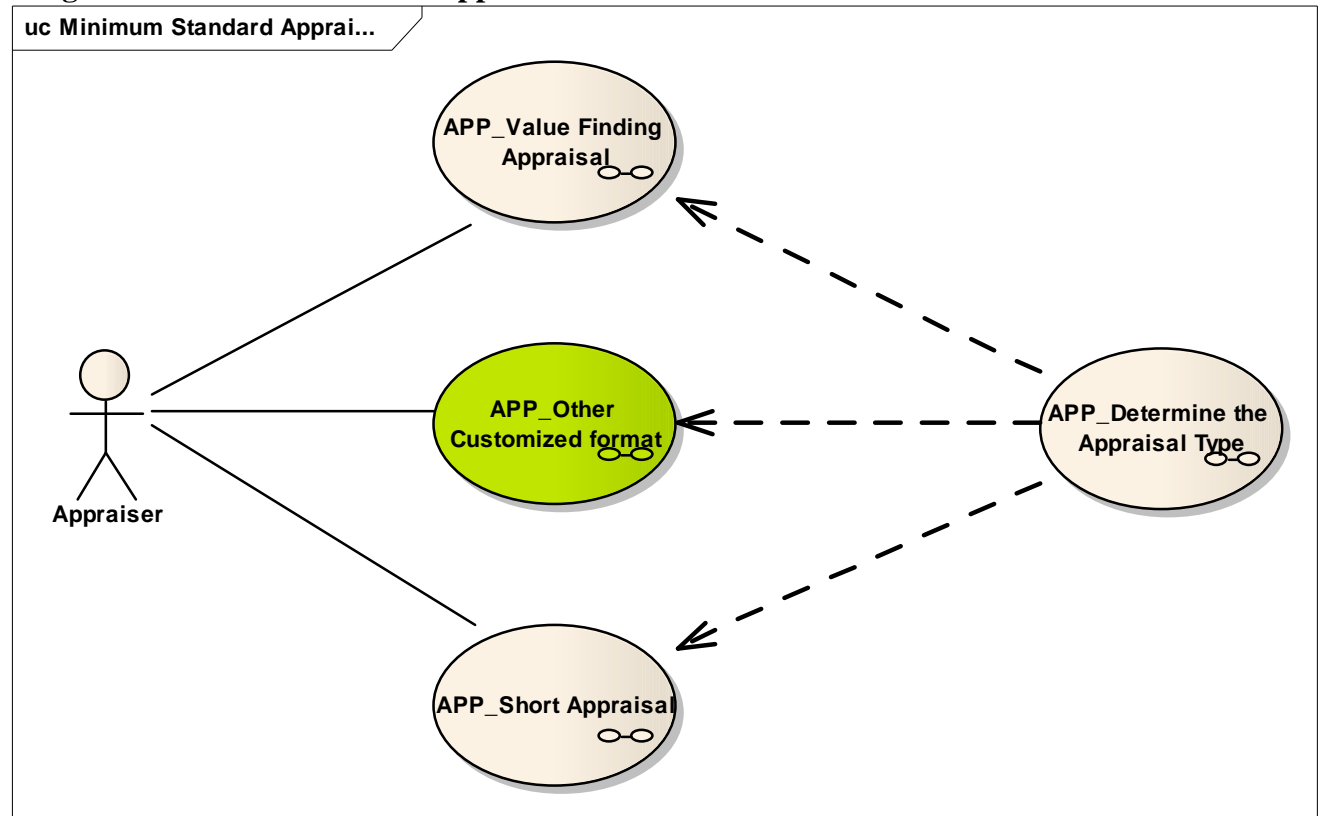 uc Minimum Standard Apprai...
APP_Value Finding
Appraisal
APP_Other
Customized format
APP_Determine the
Appraisal Type
Appraiser
APP_Short Appraisal